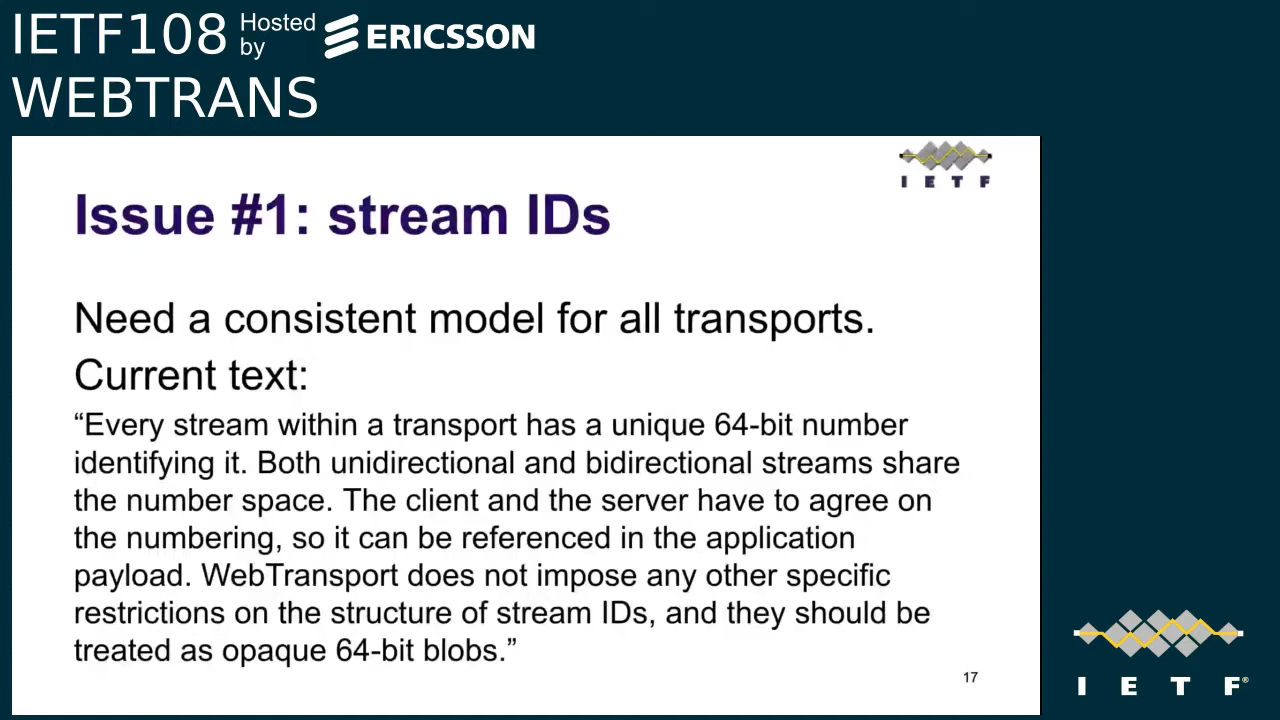 IETF108 Hosted by ERICSSON
WEBTRANS
IETF
Issue #1: stream IDs
Need a consistent model for all transports.
Current text:
“Every stream within a transport has a unique 64-bit number
identifying it. Both unidirectional and bidirectional streams share
the number space. The client and the server have to agree on
the numbering, so it can be referenced in the application
payload. WebTransport does not impose any other specific
restrictions on the structure of stream IDs, and they should be
treated as opaque 64-bit blobs.”
17
IETF®